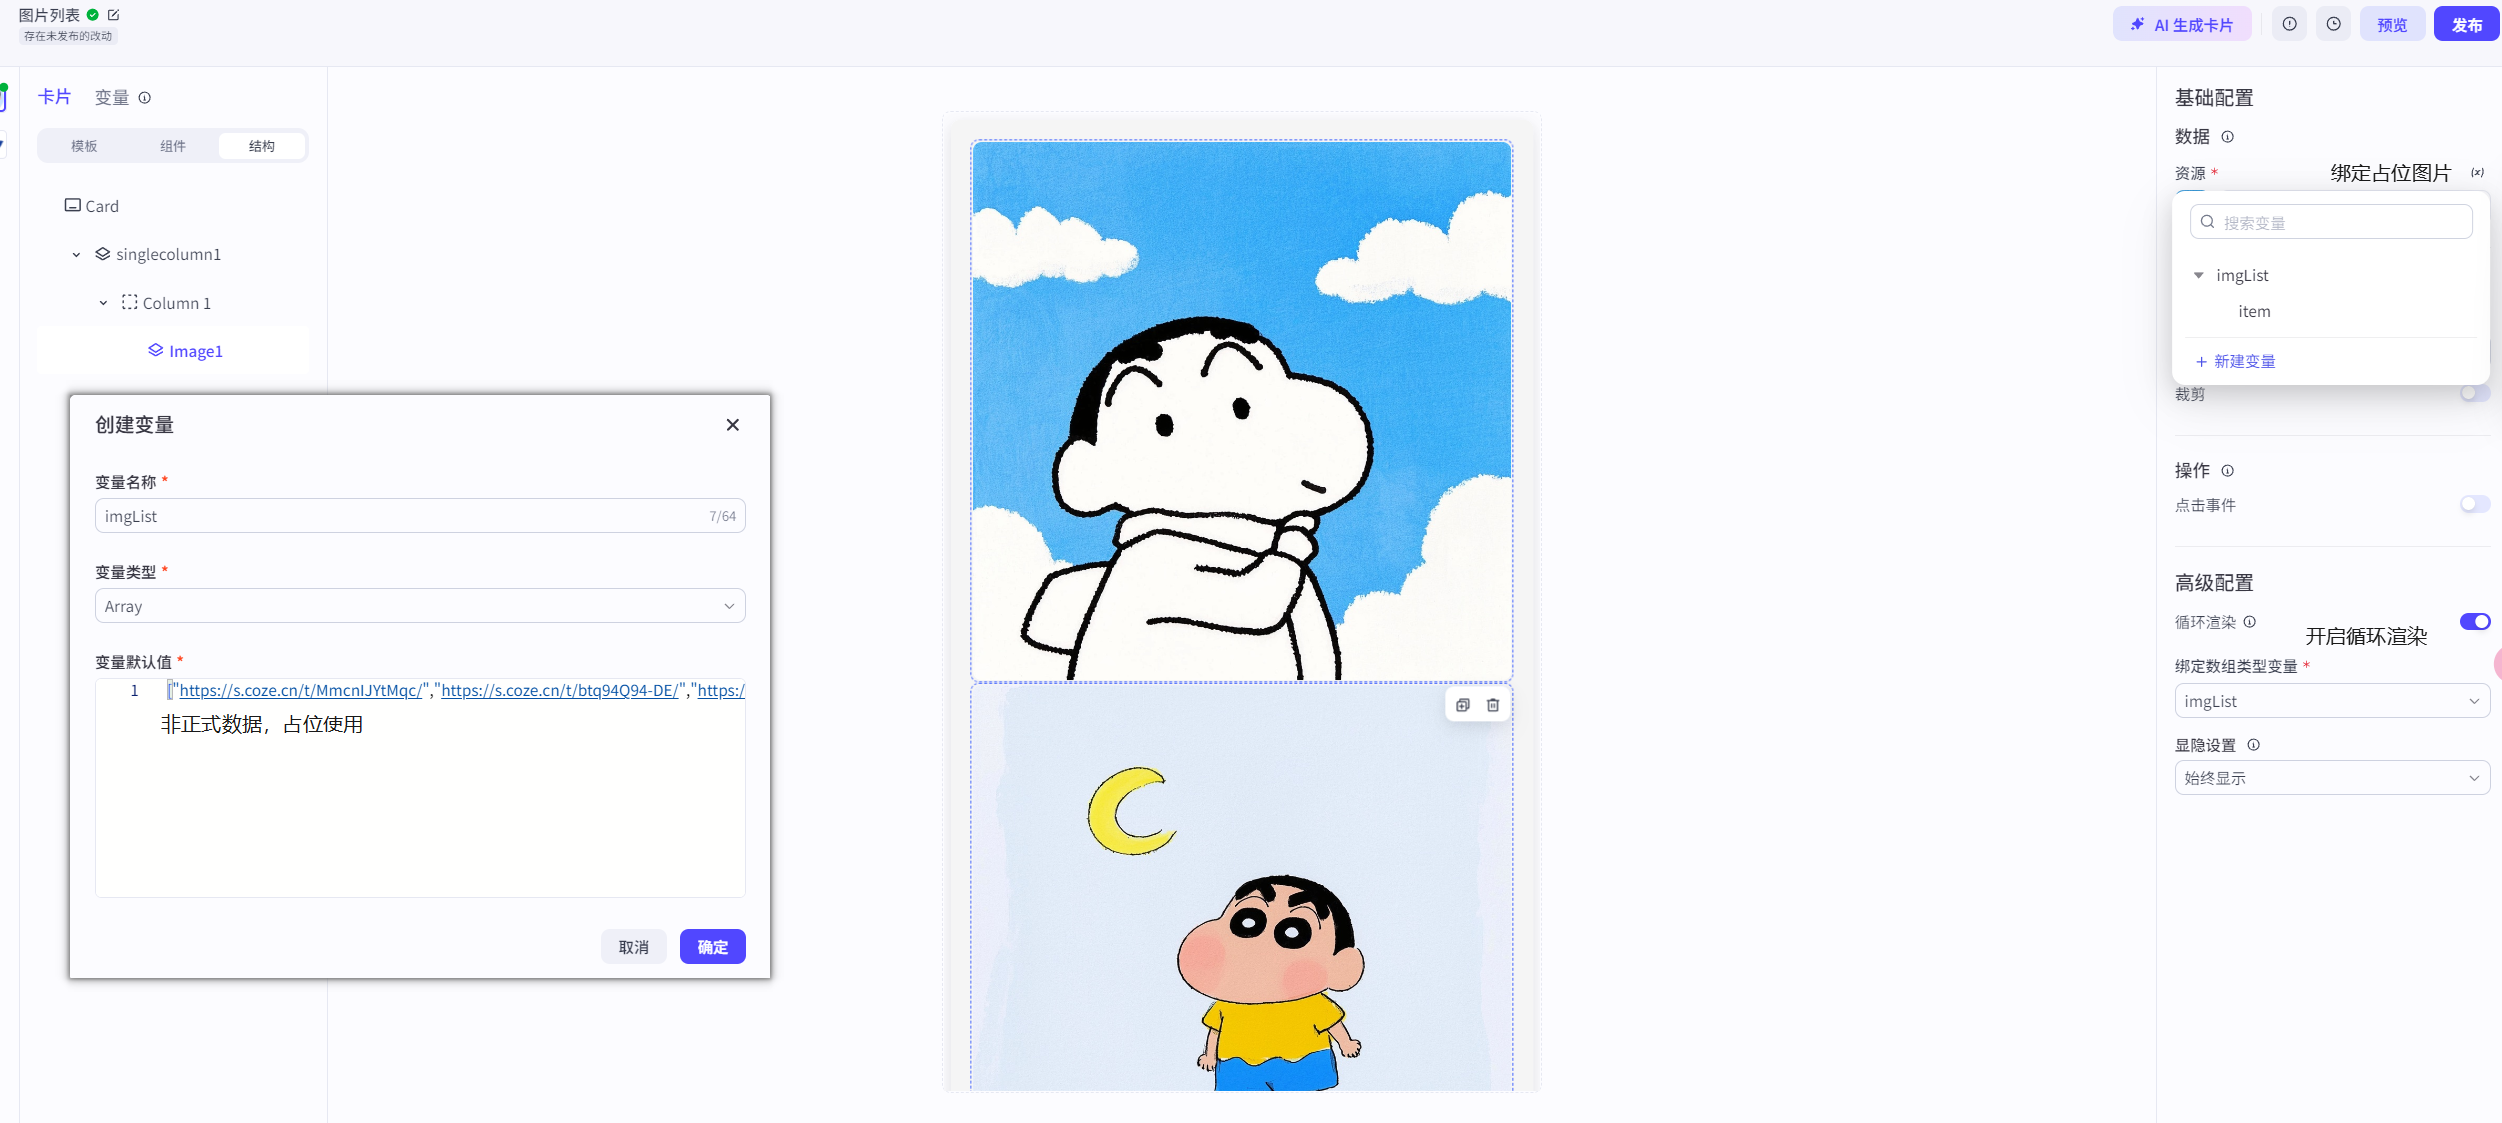 图片列表
存在未发布的改动
AI 生成卡片
预览
发布
卡片 变量
模板 组件 结构
Card
singlecolumn1
Column 1
Image1
创建变量
变量名称 *
imgList 7/64
变量类型 *
Array
变量默认值 *
1 ["https://s.coze.cn/t/MmcnIJYtMqc/","https://s.coze.cn/t/btq94Q94-DE/","https:/
非正式数据，占位使用
取消 确定
基础配置
数据
资源 * 绑定占位图片 (x)
搜索变量
imgList
item
+ 新建变量
裁剪
操作
点击事件
高级配置
循环渲染
开启循环渲染
绑定数组类型变量 *
imgList
显隐设置
始终显示